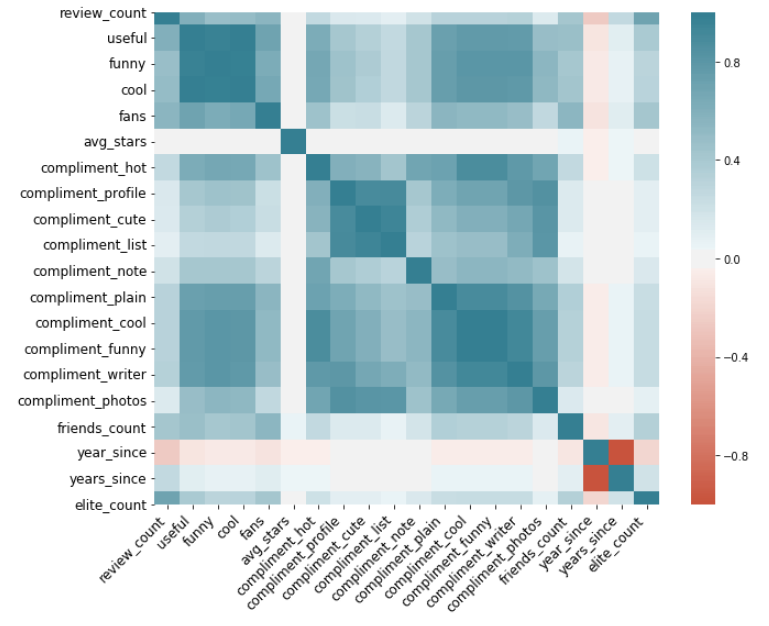 review_count
useful
funny
cool
fans
avg_stars
compliment_hot
compliment_profile
compliment_cute
compliment_list
compliment_note
compliment_plain
compliment_cool
compliment_funny
compliment_writer
compliment_photos
friends_count
year_since
years_since
elite_count
review_count
useful
funny
cool
fans
avg_stars
compliment_hot
compliment_profile
compliment_cute
compliment_list
compliment_note
compliment_plain
compliment_cool
compliment_funny
compliment_writer
compliment_photos
friends_count
year_since
years_since
elite_count
0.8
0.4
0.0
−0.4
−0.8